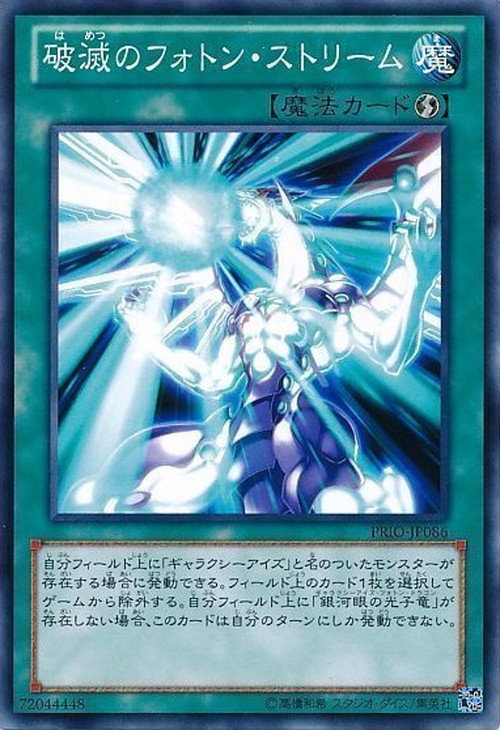 破滅のフォトン・ストリーム
魔
【魔法カード】
PRIO-JP086
自分フィールド上に「ギャラクシーアイズ」と名のついたモンスターが
存在する場合に発動できる。フィールド上のカード1枚を選択して
ゲームから除外する。自分フィールド上に「銀河眼の光子竜」が
存在しない場合、このカードは自分のターンにしか発動できない。
72044448
©高橋和希 スタジオ・ダイス/集英社